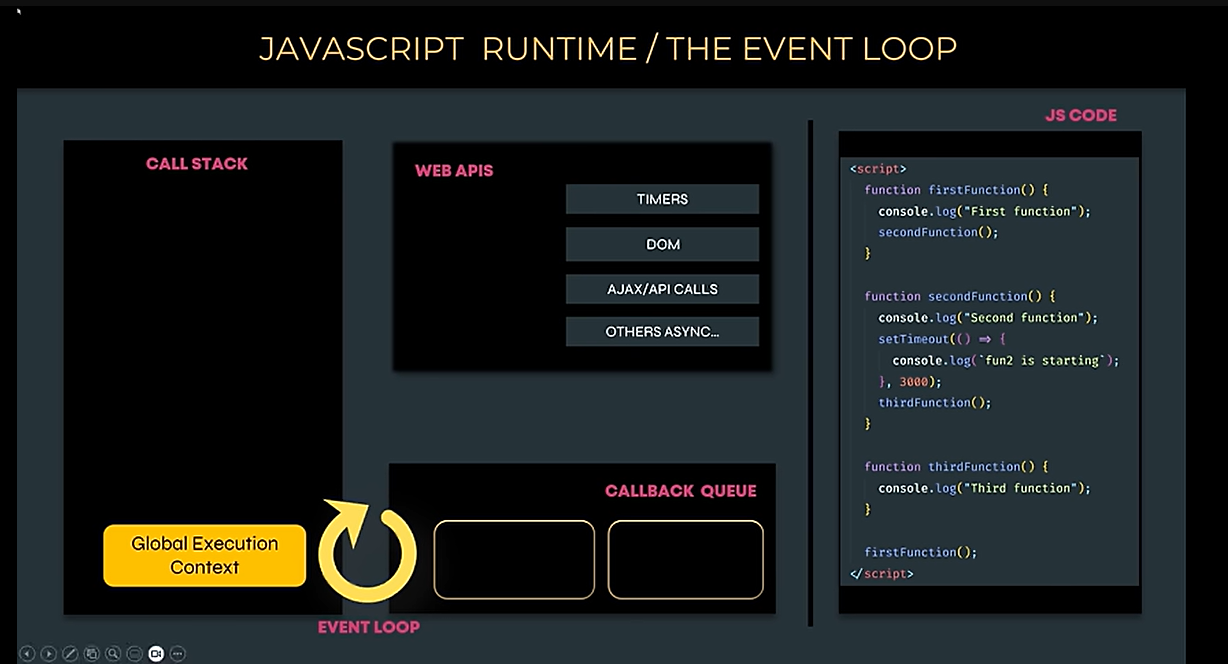 JAVASCRIPT RUNTIME / THE EVENT LOOP
CALL STACK
Global Execution
Context
EVENT LOOP
WEB APIS
TIMERS
DOM
AJAX/API CALLS
OTHERS ASYNC...
CALLBACK QUEUE
JS CODE
<script>
function firstFunction() {
console.log("First function");
secondFunction();
}
function secondFunction() {
console.log("Second function");
setTimeout(() => {
console.log(`fun2 is starting`);
}, 3000);
thirdFunction();
}
function thirdFunction() {
console.log("Third function");
}
firstFunction();
</script>